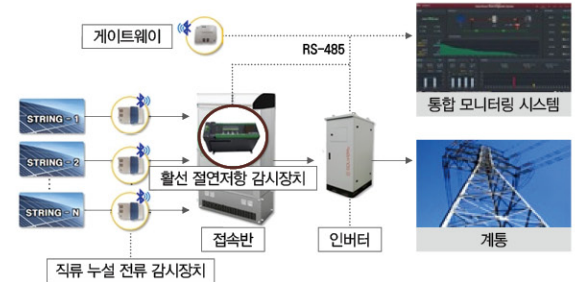 게이트웨이
RS-485
통합 모니터링 시스템
STRING - 1
STRING - 2
STRING - N
활선 절연저항 감시장치
접속반
인버터
계통
직류 누설 전류 감시장치